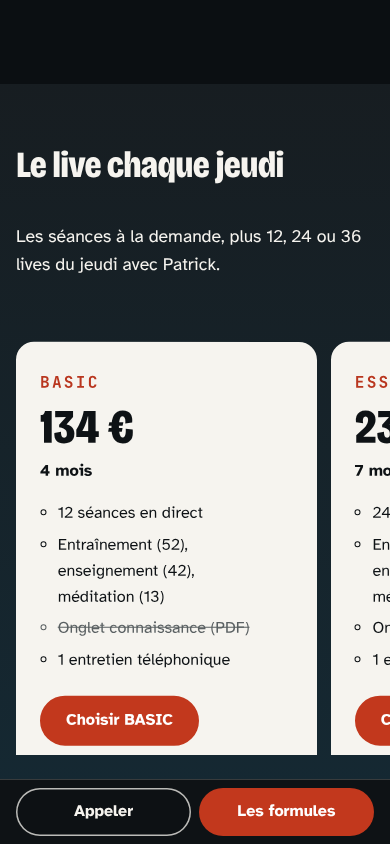 Le live chaque jeudi
Les séances à la demande, plus 12, 24 ou 36
lives du jeudi avec Patrick.
BASIC
134 €
4 mois
12 séances en direct
Entraînement (52),
enseignement (42),
méditation (13)
Onglet connaissance (PDF)
1 entretien téléphonique
Choisir BASIC
Appeler
Les formules